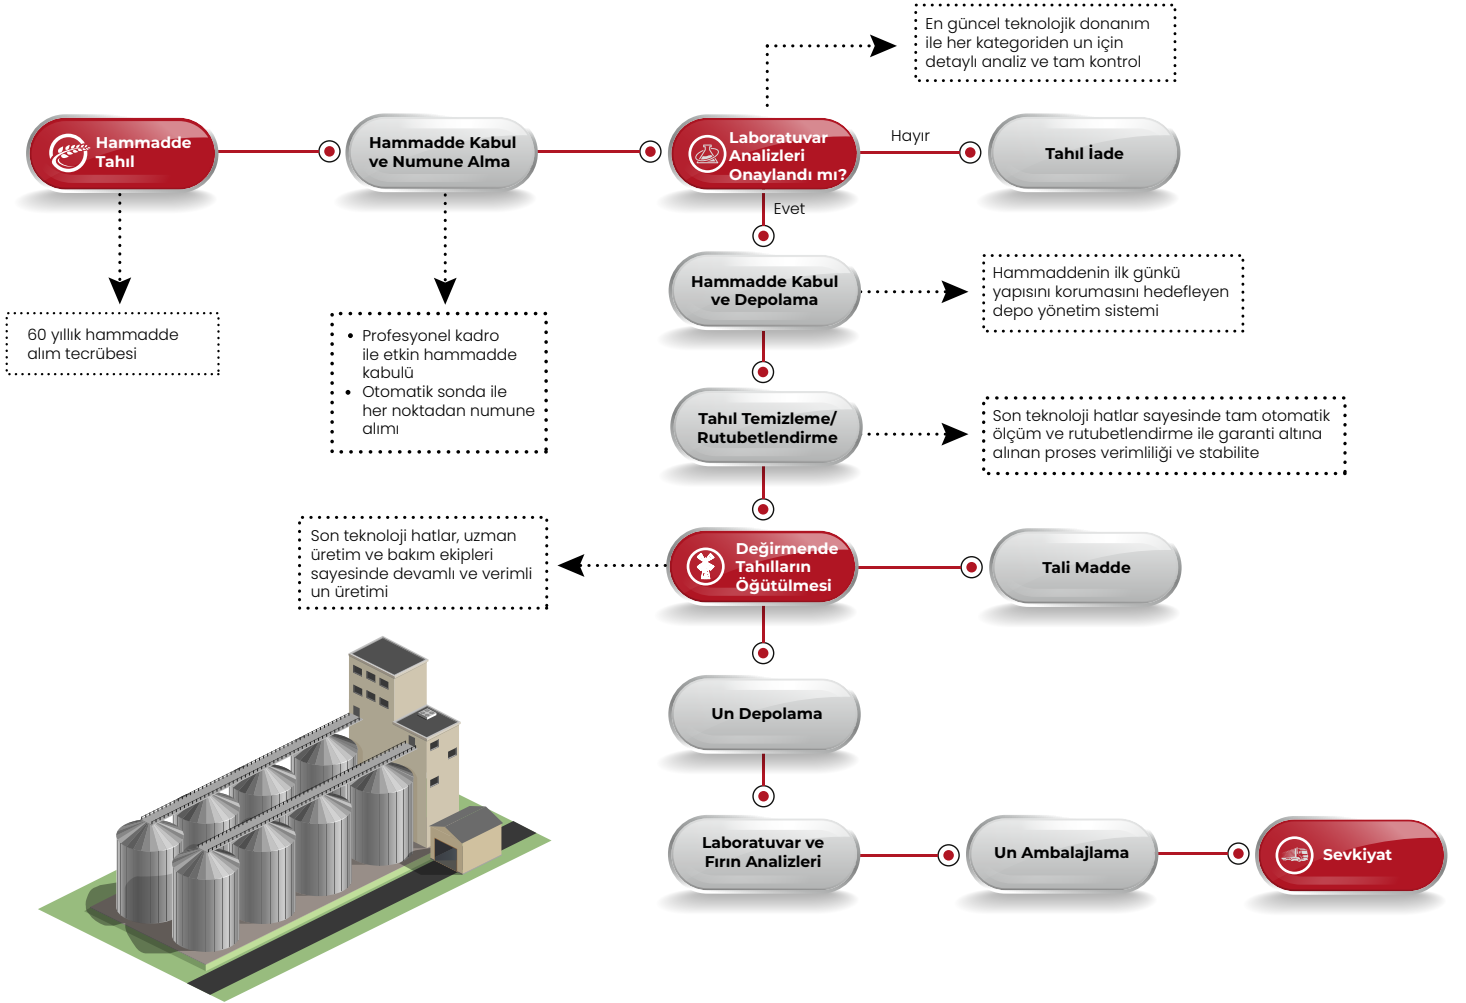 En güncel teknolojik donanım
ile her kategoriden un için
detaylı analiz ve tam kontrol
Hammadde
Tahıl
Hammadde Kabul
ve Numune Alma
Laboratuvar
Analizleri
Onaylandı mı?
Hayır
Tahıl İade
Evet
60 yıllık hammadde
alım tecrübesi
• Profesyonel kadro
ile etkin hammadde
kabulü
• Otomatik sonda ile
her noktadan numune
alımı
Hammadde Kabul
ve Depolama
Hammaddenin ilk günkü
yapısını korumasını hedefleyen
depo yönetim sistemi
Tahıl Temizleme/
Rutubetlendirme
Son teknoloji hatlar sayesinde tam otomatik
ölçüm ve rutubetlendirme ile garanti altına
alınan proses verimliliği ve stabilite
Son teknoloji hatlar, uzman
üretim ve bakım ekipleri
sayesinde devamlı ve verimli
un üretimi
Değirmende
Tahılların
Öğütülmesi
Tali Madde
Un Depolama
Laboratuvar ve
Fırın Analizleri
Un Ambalajlama
Sevkiyat